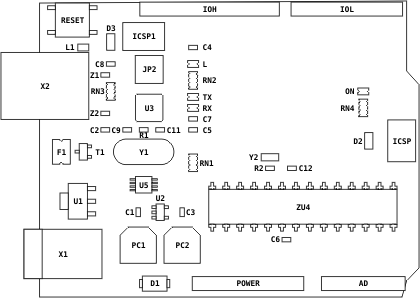 IOH
IOL
RESET
D3
ICSP1
L1
C4
C8
JP2
L
Z1
RN2
X2
RN3
ON
TX
U3
RN4
RX
Z2
C7
C2
C9
C11
C5
R1
D2
ICSP
F1
T1
Y1
Y2
RN1
R2
C12
U5
U1
U2
C1
C3
ZU4
PC1
PC2
C6
X1
D1
POWER
AD